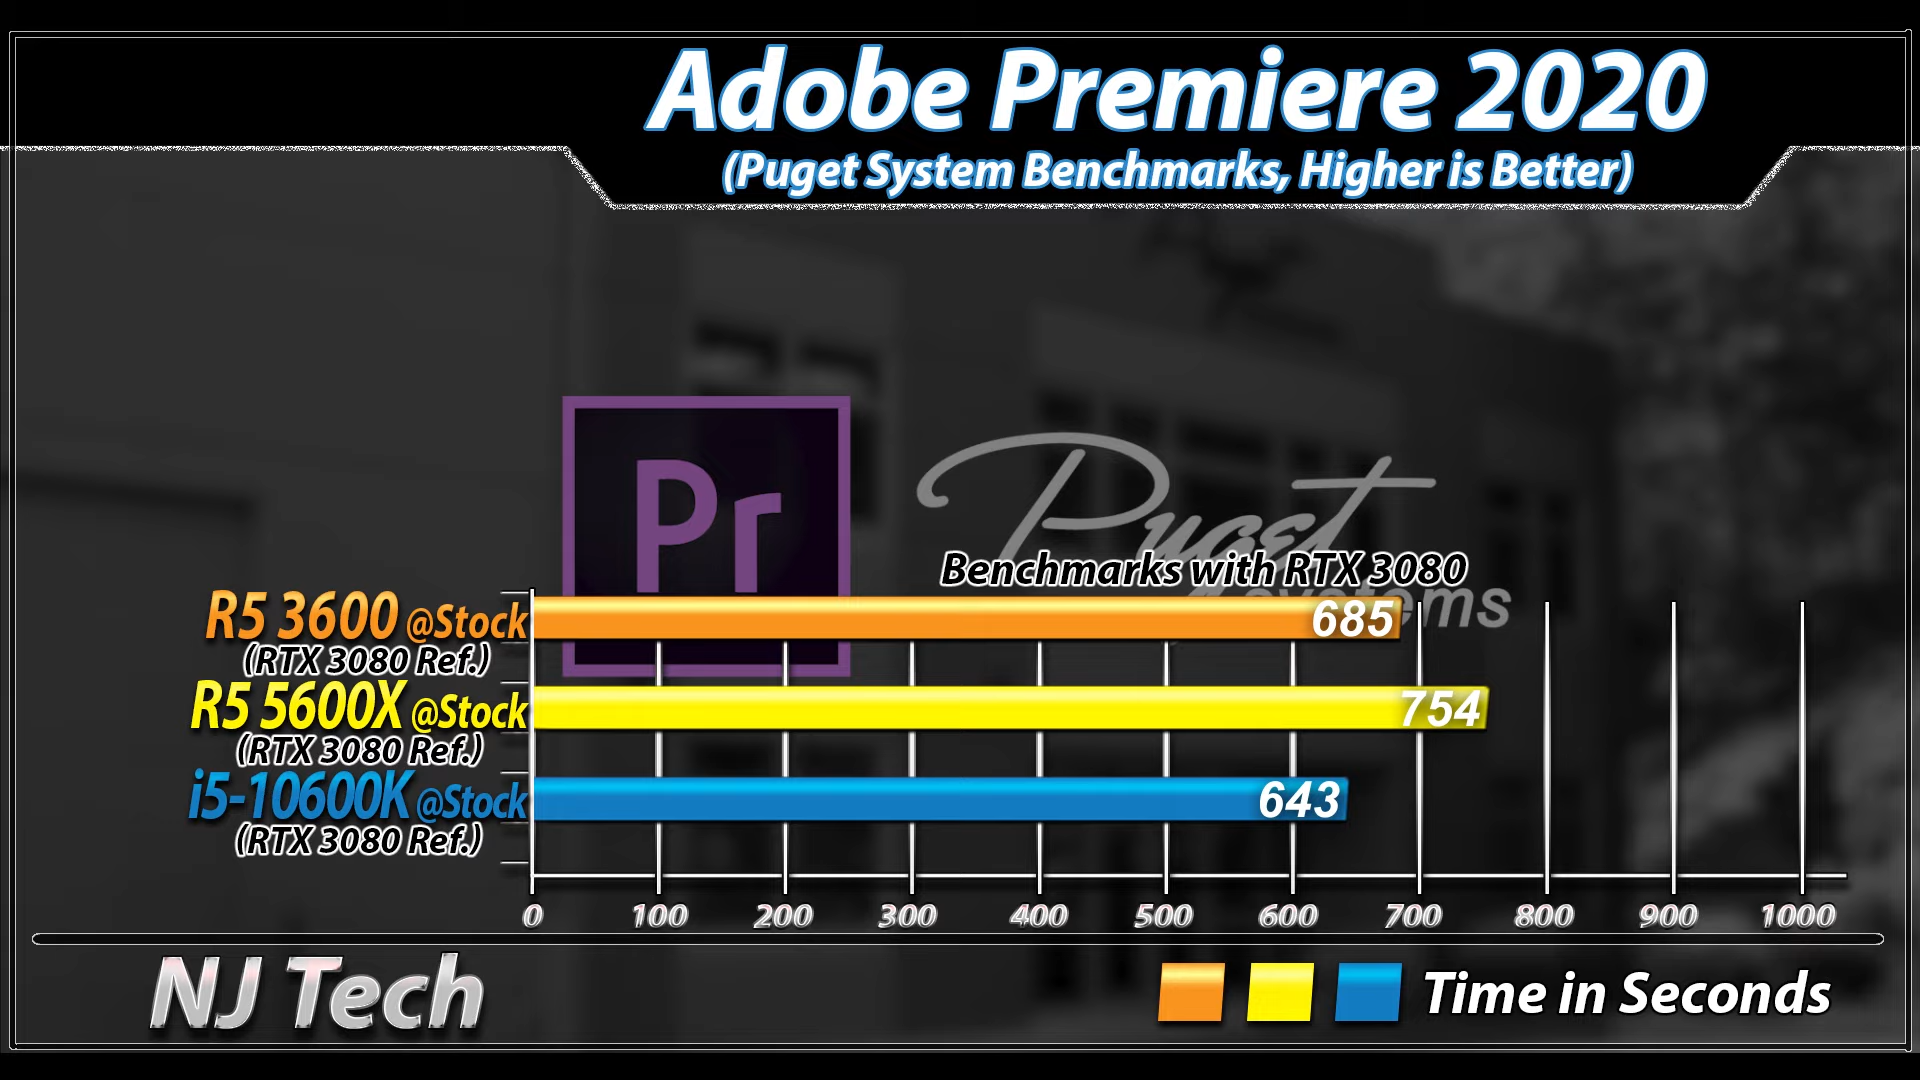 Adobe Premiere 2020
(Puget System Benchmarks, Higher is Better)
Pr
Puget
systems
Benchmarks with RTX 3080
R5 3600 @Stock
685
(RTX 3080 Ref.)
R5 5600X @Stock
754
(RTX 3080 Ref.)
i5-10600K @Stock
643
(RTX 3080 Ref.)
0 100 200 300 400 500 600 700 800 900 1000
NJ Tech
Time in Seconds